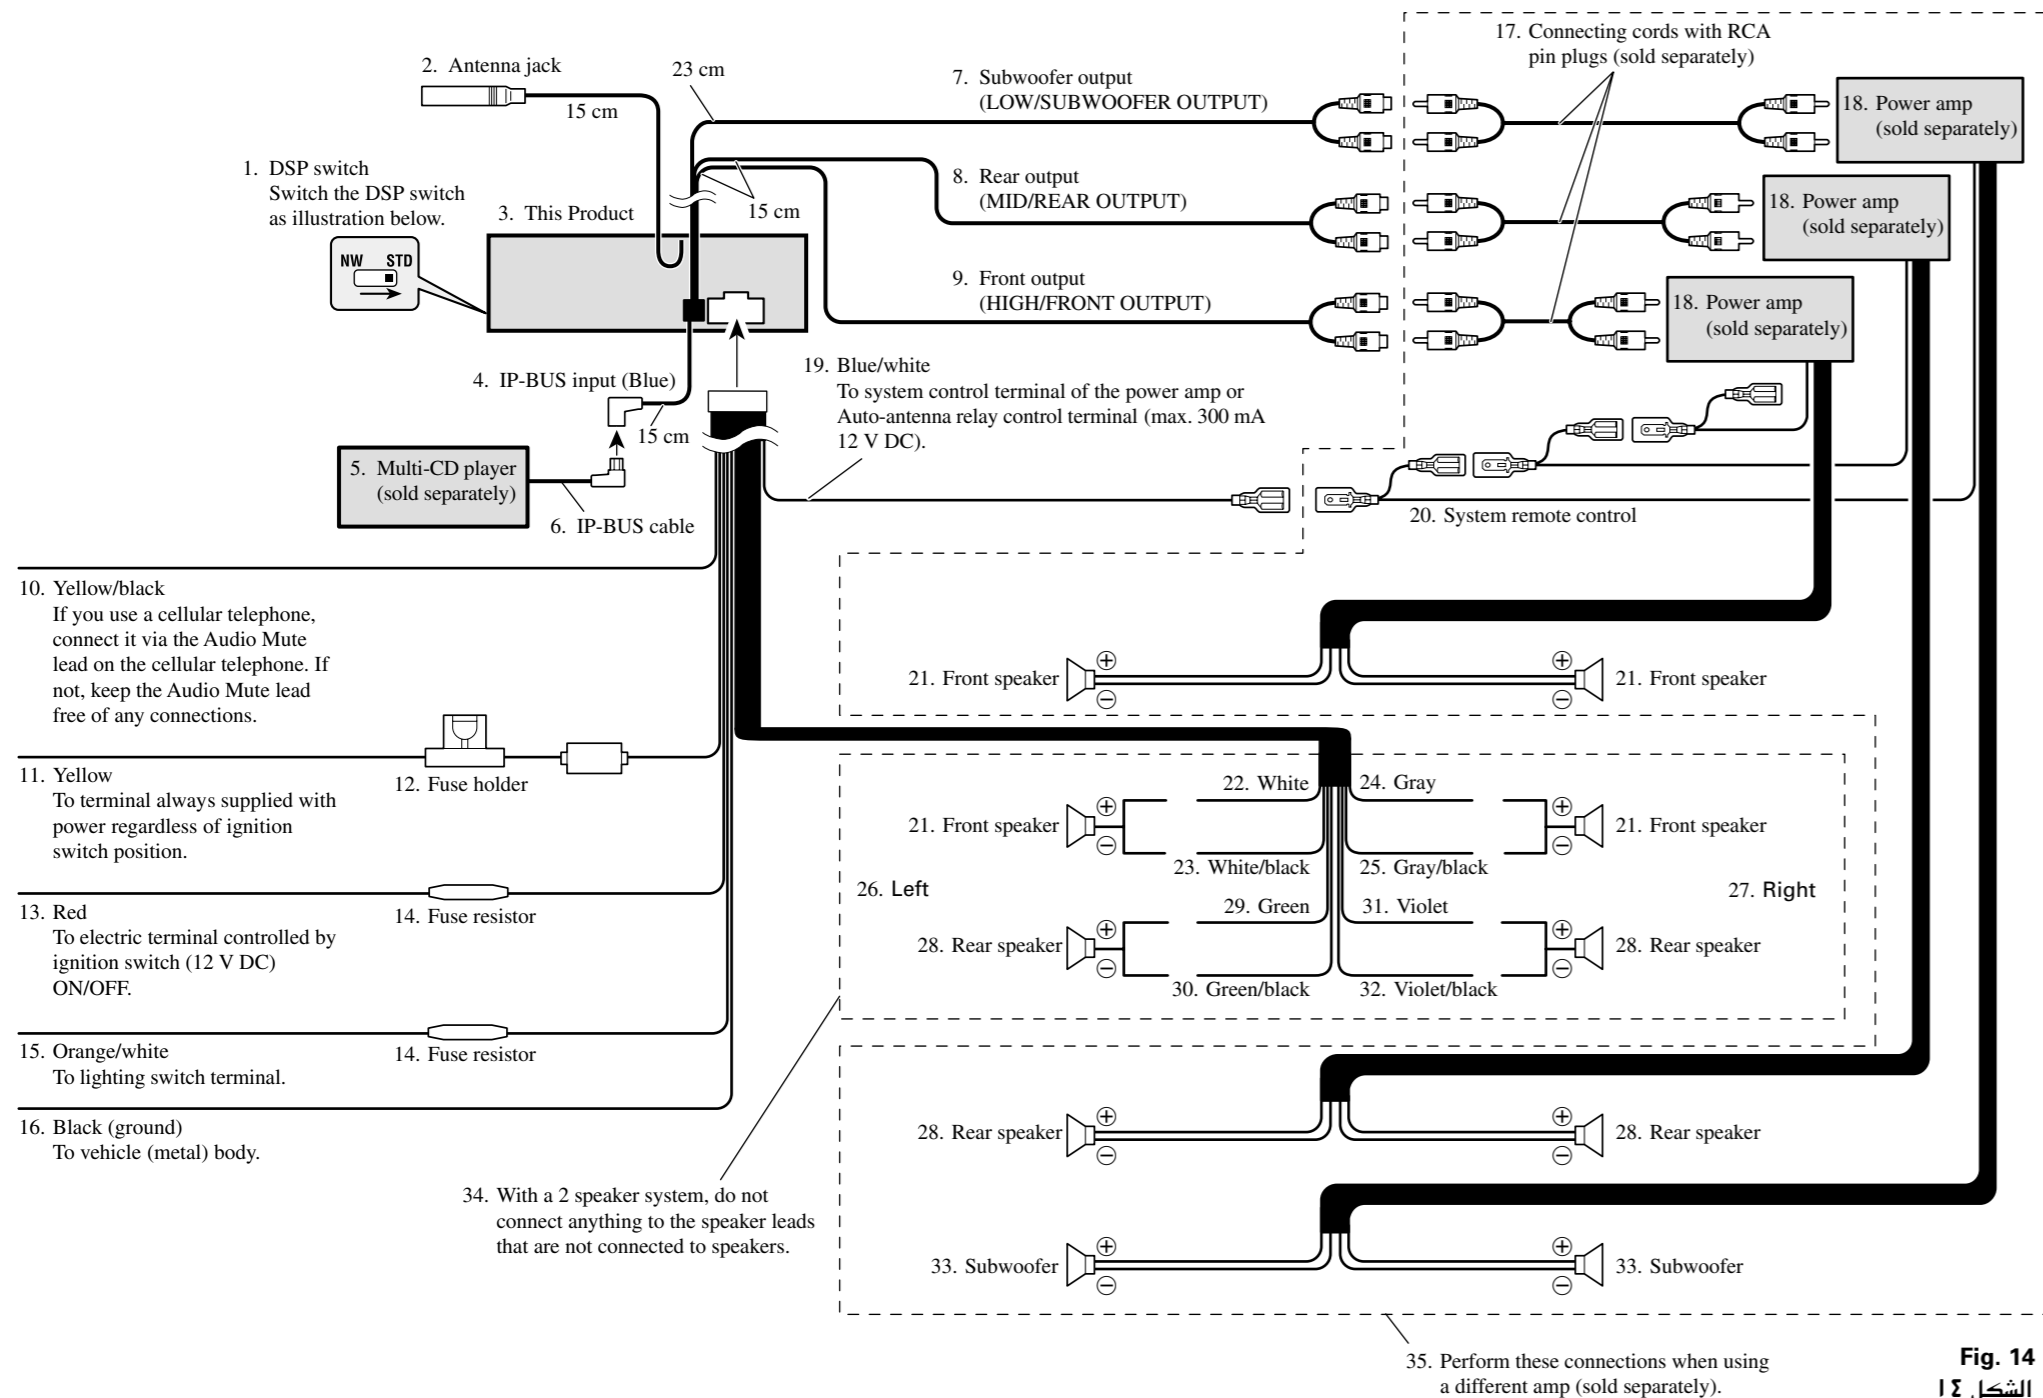 2. Antenna jack
15 cm
23 cm
1. DSP switch
Switch the DSP switch
as illustration below.
NW STD
3. This Product
15 cm
7. Subwoofer output
(LOW/SUBWOOFER OUTPUT)
8. Rear output
(MID/REAR OUTPUT)
9. Front output
(HIGH/FRONT OUTPUT)
17. Connecting cords with RCA
pin plugs (sold separately)
18. Power amp
(sold separately)
18. Power amp
(sold separately)
18. Power amp
(sold separately)
4. IP-BUS input (Blue)
15 cm
5. Multi-CD player
(sold separately)
6. IP-BUS cable
19. Blue/white
To system control terminal of the power amp or
Auto-antenna relay control terminal (max. 300 mA
12 V DC).
20. System remote control
10. Yellow/black
If you use a cellular telephone,
connect it via the Audio Mute
lead on the cellular telephone. If
not, keep the Audio Mute lead
free of any connections.
11. Yellow
To terminal always supplied with
power regardless of ignition
switch position.
12. Fuse holder
13. Red
To electric terminal controlled by
ignition switch (12 V DC)
ON/OFF.
14. Fuse resistor
15. Orange/white
To lighting switch terminal.
14. Fuse resistor
16. Black (ground)
To vehicle (metal) body.
21. Front speaker
⊕
⊖
⊕
⊖
21. Front speaker
22. White
24. Gray
21. Front speaker
⊕
⊖
⊕
⊖
21. Front speaker
23. White/black
25. Gray/black
26. Left
27. Right
29. Green
31. Violet
28. Rear speaker
⊕
⊖
⊕
⊖
28. Rear speaker
30. Green/black
32. Violet/black
28. Rear speaker
⊕
⊖
⊕
⊖
28. Rear speaker
33. Subwoofer
⊕
⊖
⊕
⊖
33. Subwoofer
34. With a 2 speaker system, do not
connect anything to the speaker leads
that are not connected to speakers.
35. Perform these connections when using
a different amp (sold separately).
Fig. 14
الشكل ١٤